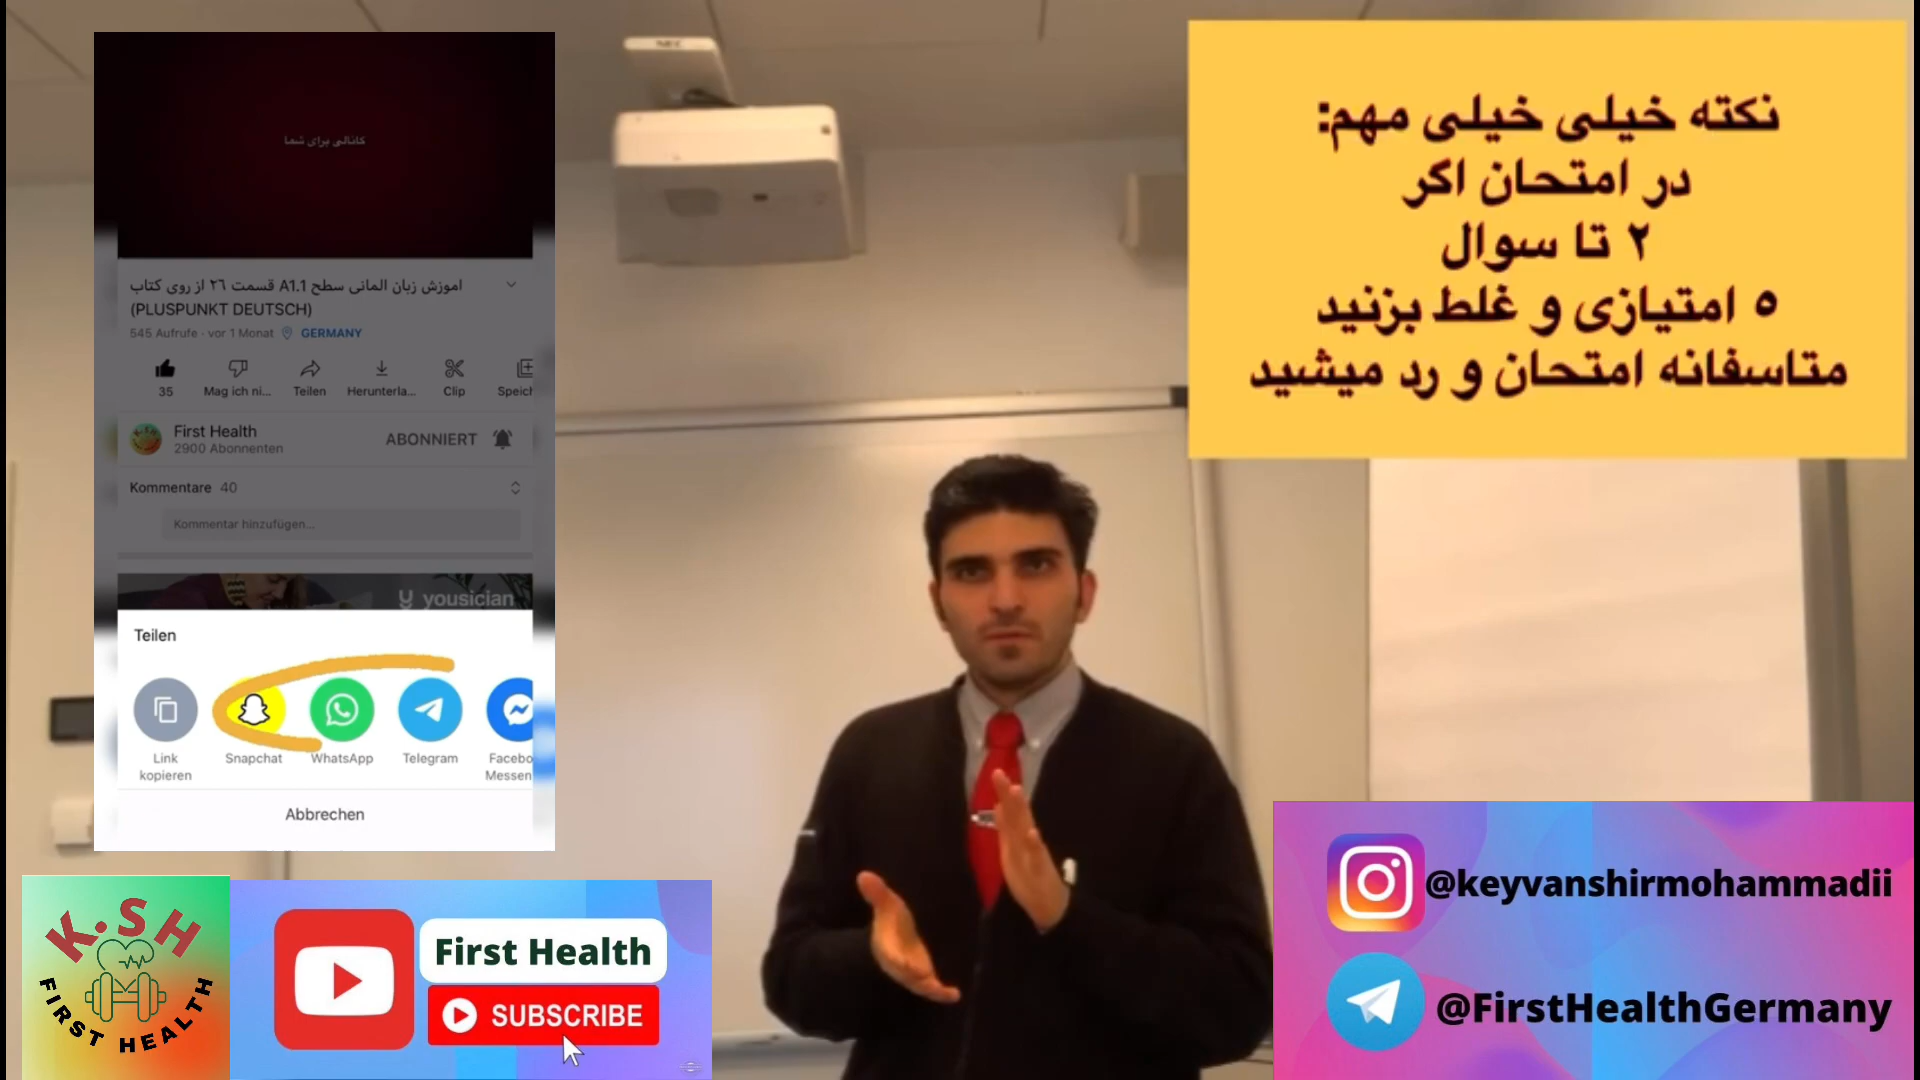 NEC
نکته خیلی خیلی مهم:
در امتحان اگر
۲ تا سوال
۵ امتیازی و غلط بزنید
متاسفانه امتحان و رد میشید
کانالی برای شما
اموزش زبان المانی سطح A1.1 قسمت ٢٦ از روی کتاب
(PLUSPUNKT DEUTSCH)
545 Aufrufe · vor 1 Monat GERMANY
35 Mag ich ni... Teilen Herunterla... Clip Speich
First Health
2900 Abonnenten
ABONNIERT
Kommentare 40
Kommentar hinzufügen...
yousician
Teilen
Link kopieren
Snapchat
WhatsApp
Telegram
Facebo
Messen
Abbrechen
K.SH
FIRST HEALTH
First Health
SUBSCRIBE
@keyvanshirmohammadii
@FirstHealthGermany